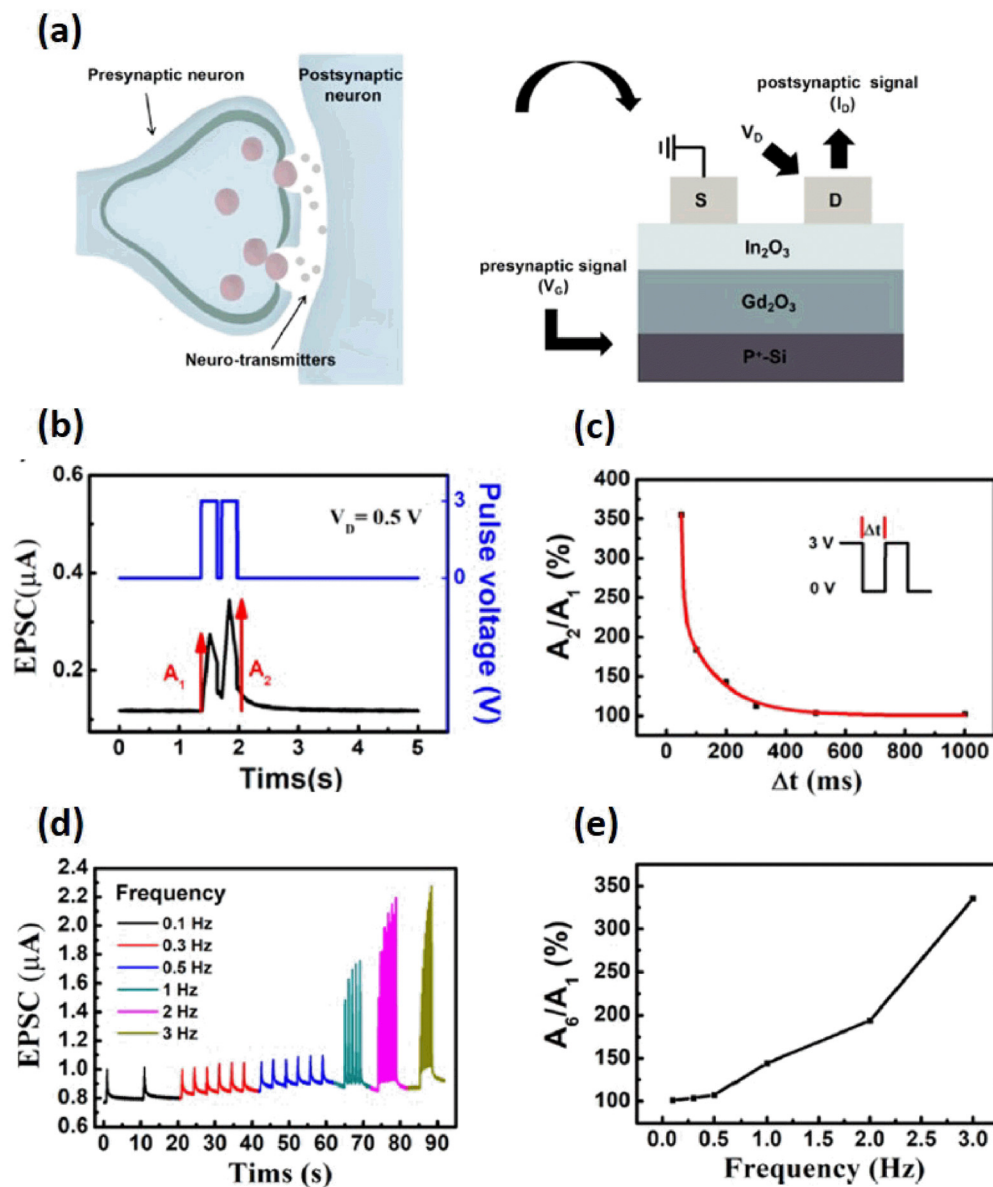 (a)
Presynaptic neuron
Postsynaptic
neuron
Neuro-transmitters
postsynaptic signal
(I_D)
V_D
S
D
In₂O₃
presynaptic signal
(V_G)
Gd₂O₃
P⁺-Si
(b)
0.6
0.4
0.2
EPSC(μA)
V_D= 0.5 V
A₁
A₂
3
0
Pulse voltage (V)
0 1 2 3 4 5
Tims(s)
(c)
350
300
250
200
150
100
A₂/A₁ (%)
Δt
3 V
0 V
0 200 400 600 800 1000
Δt (ms)
(d)
2.4
2.2
2.0
1.8
1.6
1.4
1.2
1.0
0.8
0.6
EPSC (μA)
Frequency
0.1 Hz
0.3 Hz
0.5 Hz
1 Hz
2 Hz
3 Hz
0 10 20 30 40 50 60 70 80 90
Tims (s)
(e)
350
300
250
200
150
100
A₆/A₁ (%)
0.0 0.5 1.0 2.0 2.5 3.0
Frequency (Hz)